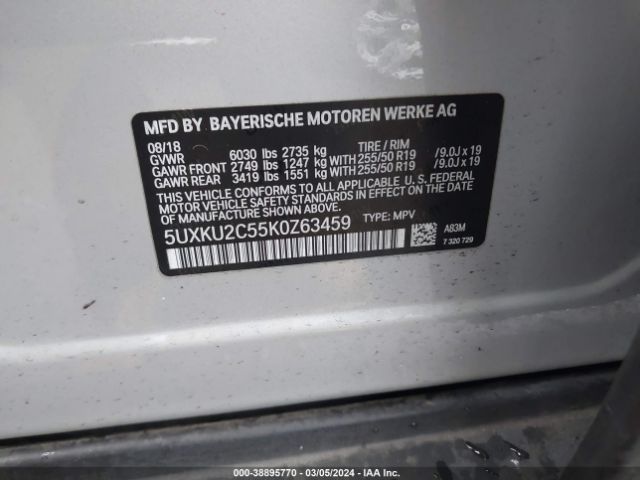 MFD BY BAYERISCHE MOTOREN WERKE AG
08/18
GVWR 6030 lbs 2735 kg TIRE / RIM
GAWR FRONT 2749 lbs 1247 kg WITH 255/50 R19 /9.0J x 19
GAWR REAR 3419 lbs 1551 kg WITH 255/50 R19 /9.0J x 19
THIS VEHICLE CONFORMS TO ALL APPLICABLE U.S. FEDERAL
MOTOR VEHICLE SAFETY STANDARDS IN EFFECT ON
THE DATE OF MANUFACTURE SHOWN ABOVE.
5UXKU2C55K0Z63459 TYPE: MPV
A83M
7 320 729
000-38895770 | 03/05/2024 | IAA Inc.